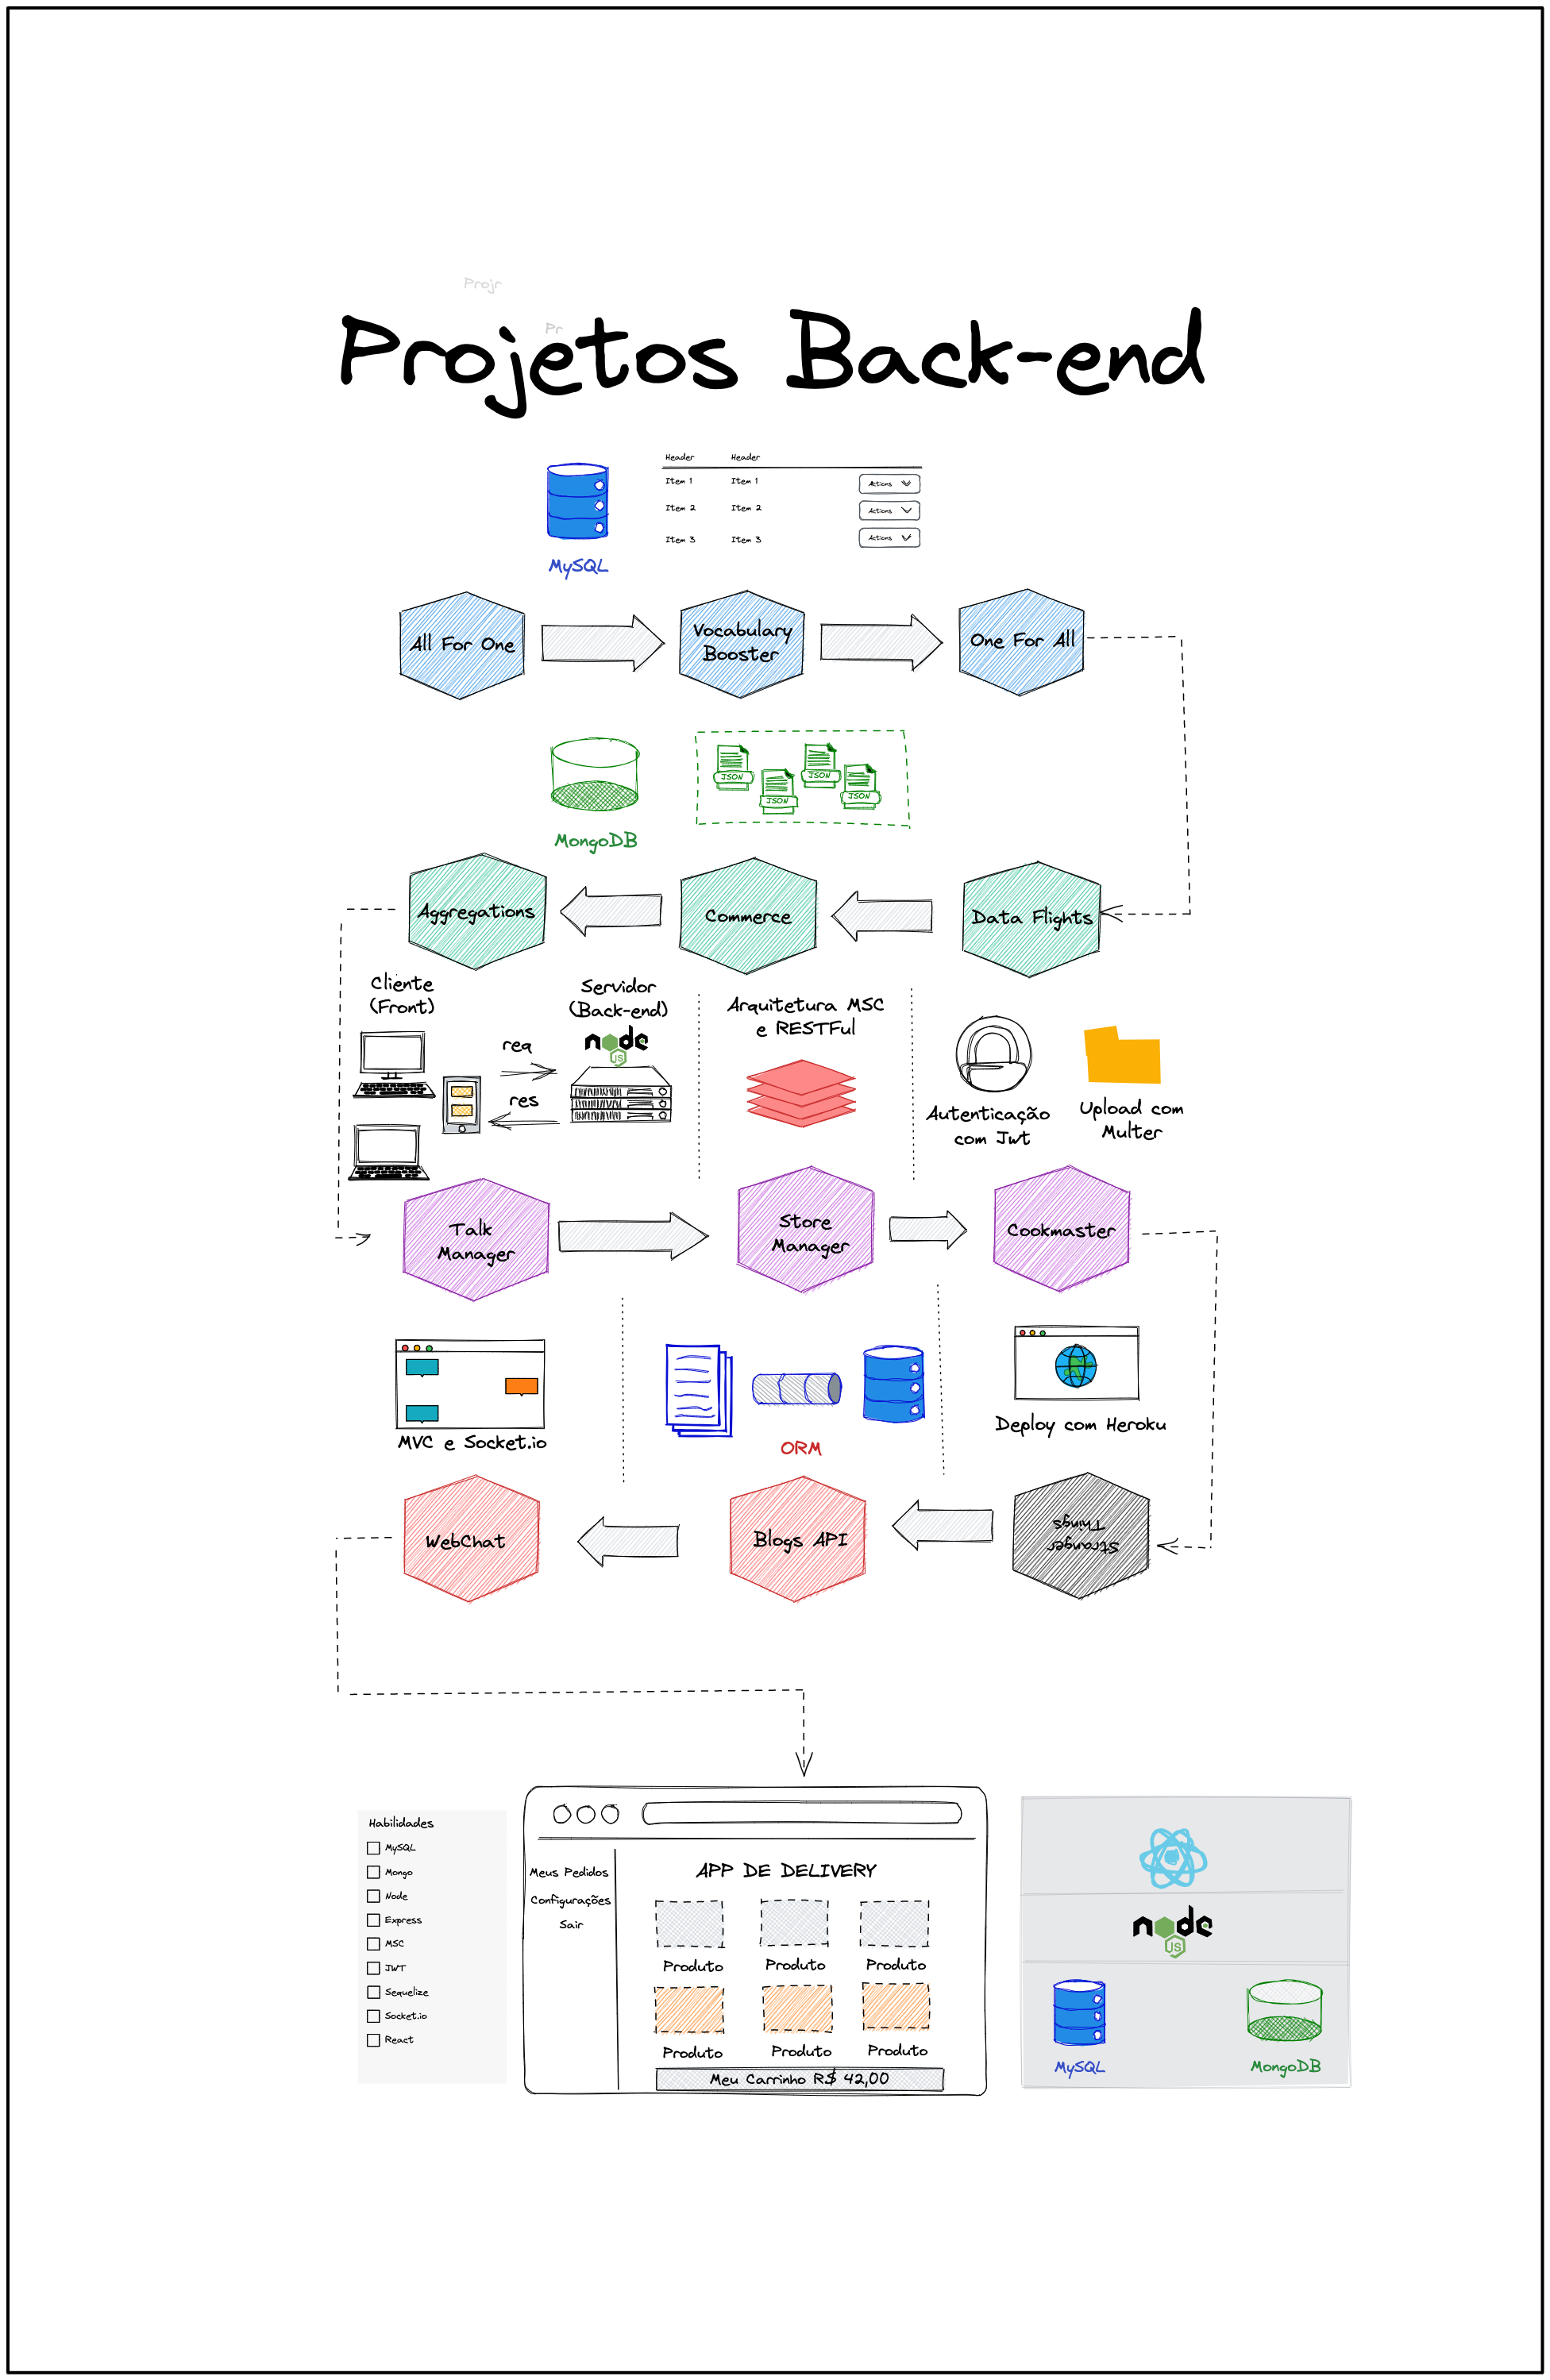 Projr
Pr
Projetos Back-end
Header Header
Item 1 Item 1 Actions
Item 2 Item 2 Actions
Item 3 Item 3 Actions
MySQL
All For One
Vocabulary
Booster
One For All
JSON
JSON
JSON
JSON
MongoDB
Aggregations
Commerce
Data Flights
Cliente
(Front)
req
res
Servidor
(Back-end)
node
JS
Arquitetura MSC
e RESTFul
Autenticação
com Jwt
Upload com
Multer
Talk
Manager
Store
Manager
Cookmaster
MVC e Socket.io
ORM
Deploy com Heroku
WebChat
Blogs API
Stranger
Things
Habilidades
MySQL
Mongo
Node
Express
MSC
JWT
Sequelize
Socket.io
React
Meus Pedidos
Configurações
Sair
APP DE DELIVERY
Produto Produto Produto
Produto Produto Produto
Meu Carrinho R$ 42,00
node
JS
MySQL
MongoDB